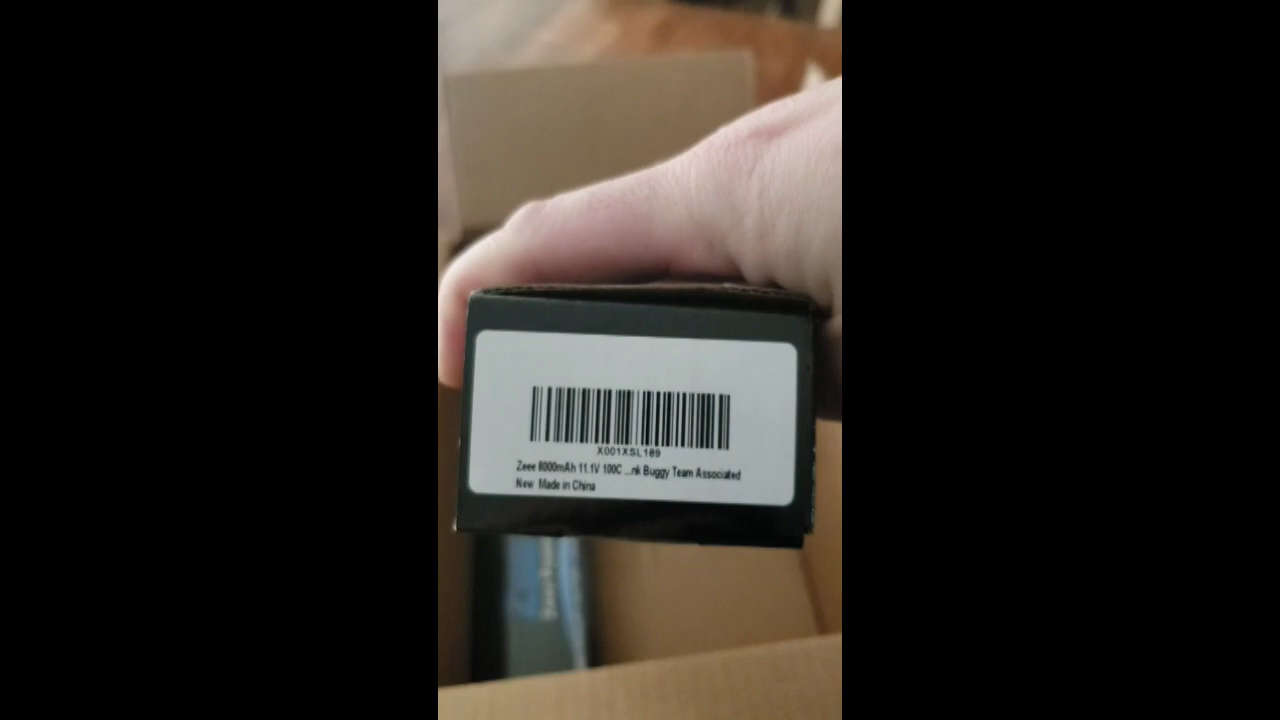 X001XSL189
Zeee 8000mAh 11.1V 100C ...nk Buggy Team Associated
New Made in China